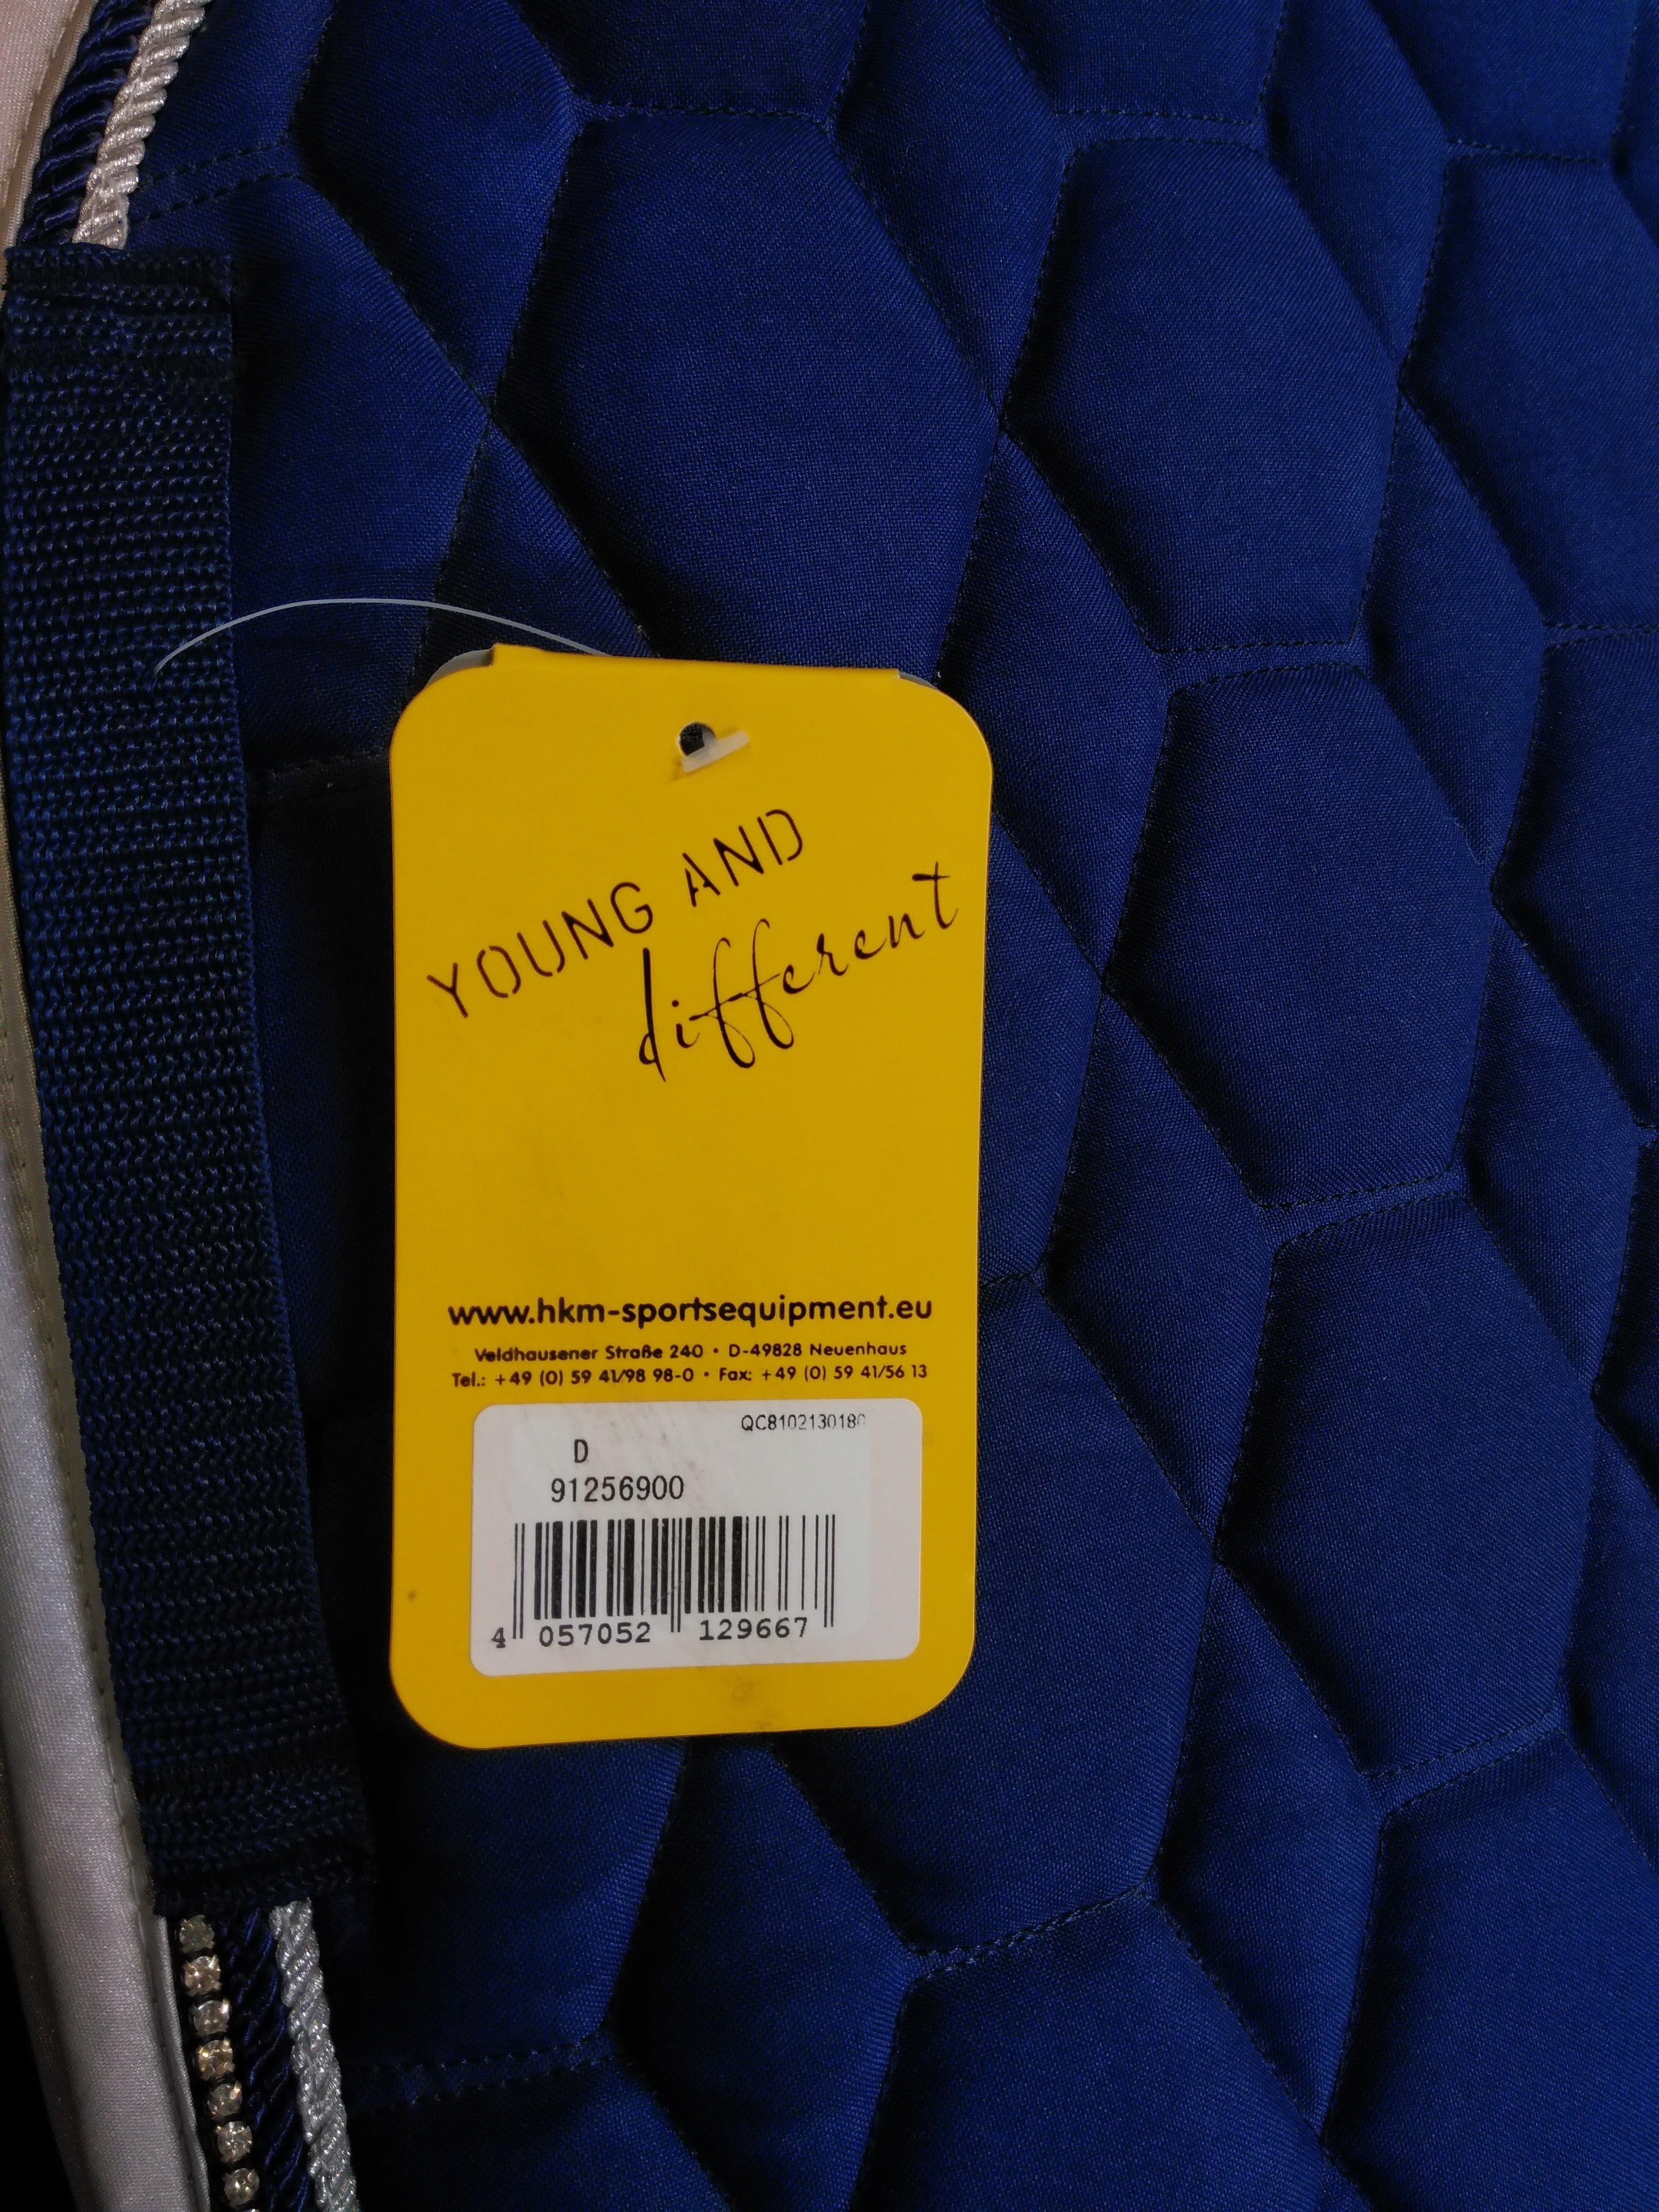 YOUNG AND
different
www.hkm-sportsequipment.eu
Veldhausener Straße 240 • D-49828 Neuenhaus
Tel.: +49 (0) 59 41/98 98-0 • Fax: +49 (0) 59 41/56 13
D
91256900
4 057052 129667